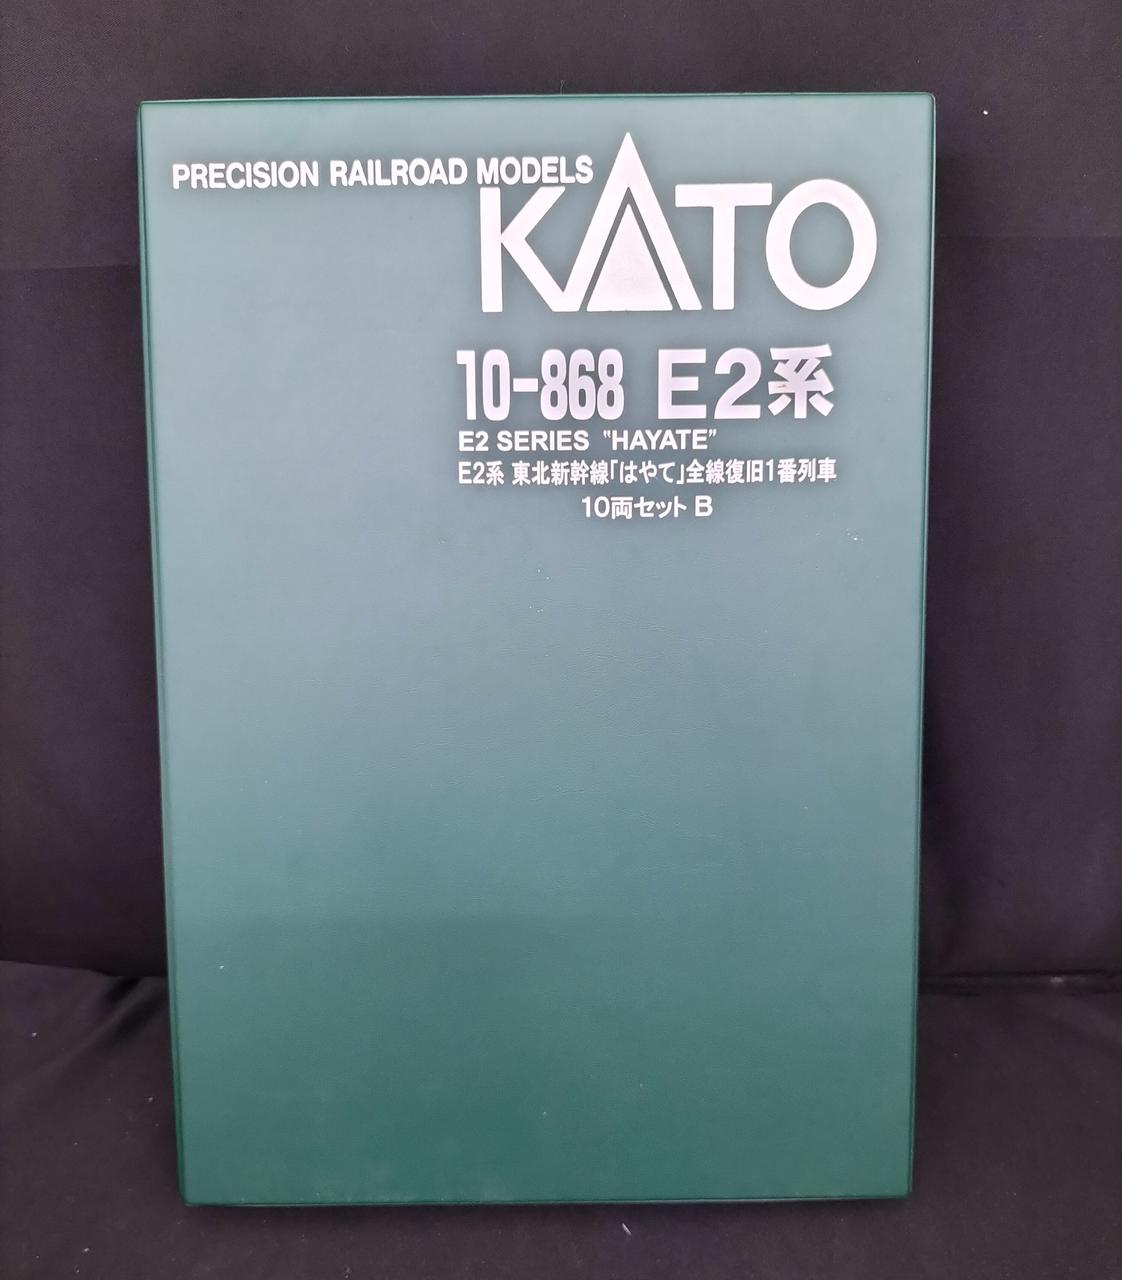 PRECISION RAILROAD MODELS
KATO
10-868 E2系
E2 SERIES "HAYATE"
E2系 東北新幹線「はやて」全線復旧1番列車
10両セット B